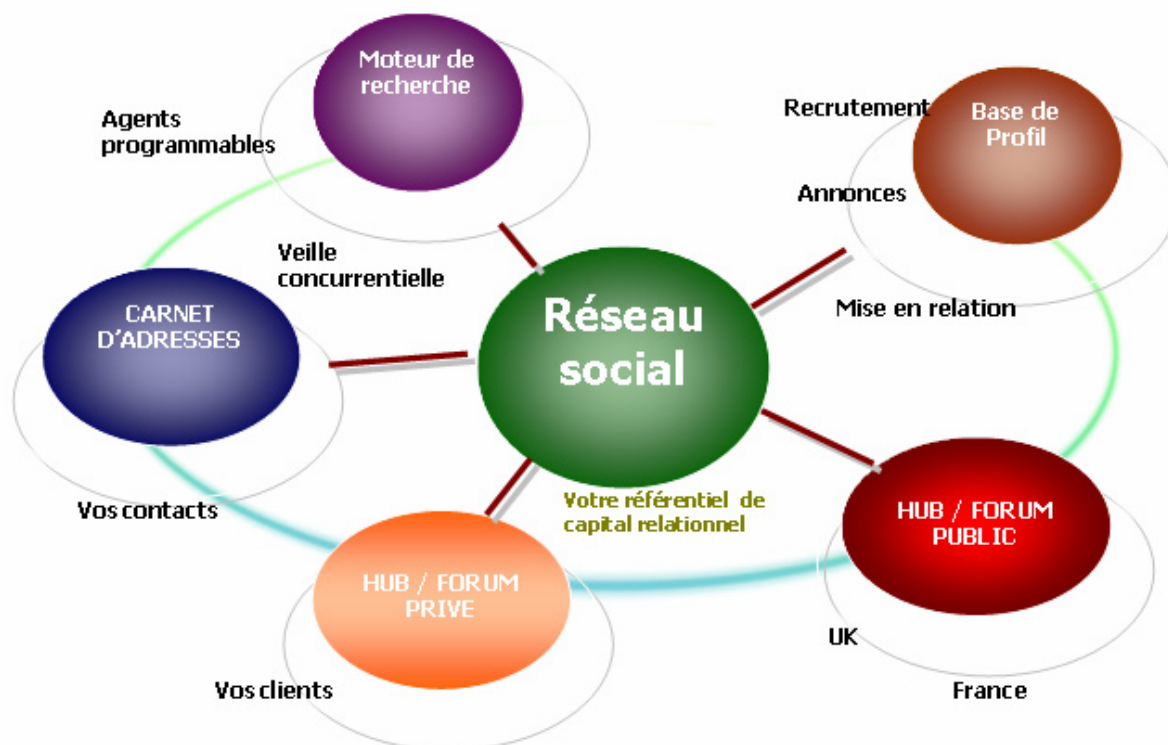 Moteur de
recherche
Agents
programmables
Veille
concurrentielle
Recrutement
Base de
Profil
Annonces
Mise en relation
CARNET
D'ADRESSES
Vos contacts
Réseau
social
Votre référentiel de
capital relationnel
HUB / FORUM
PRIVE
Vos clients
HUB / FORUM
PUBLIC
UK
France